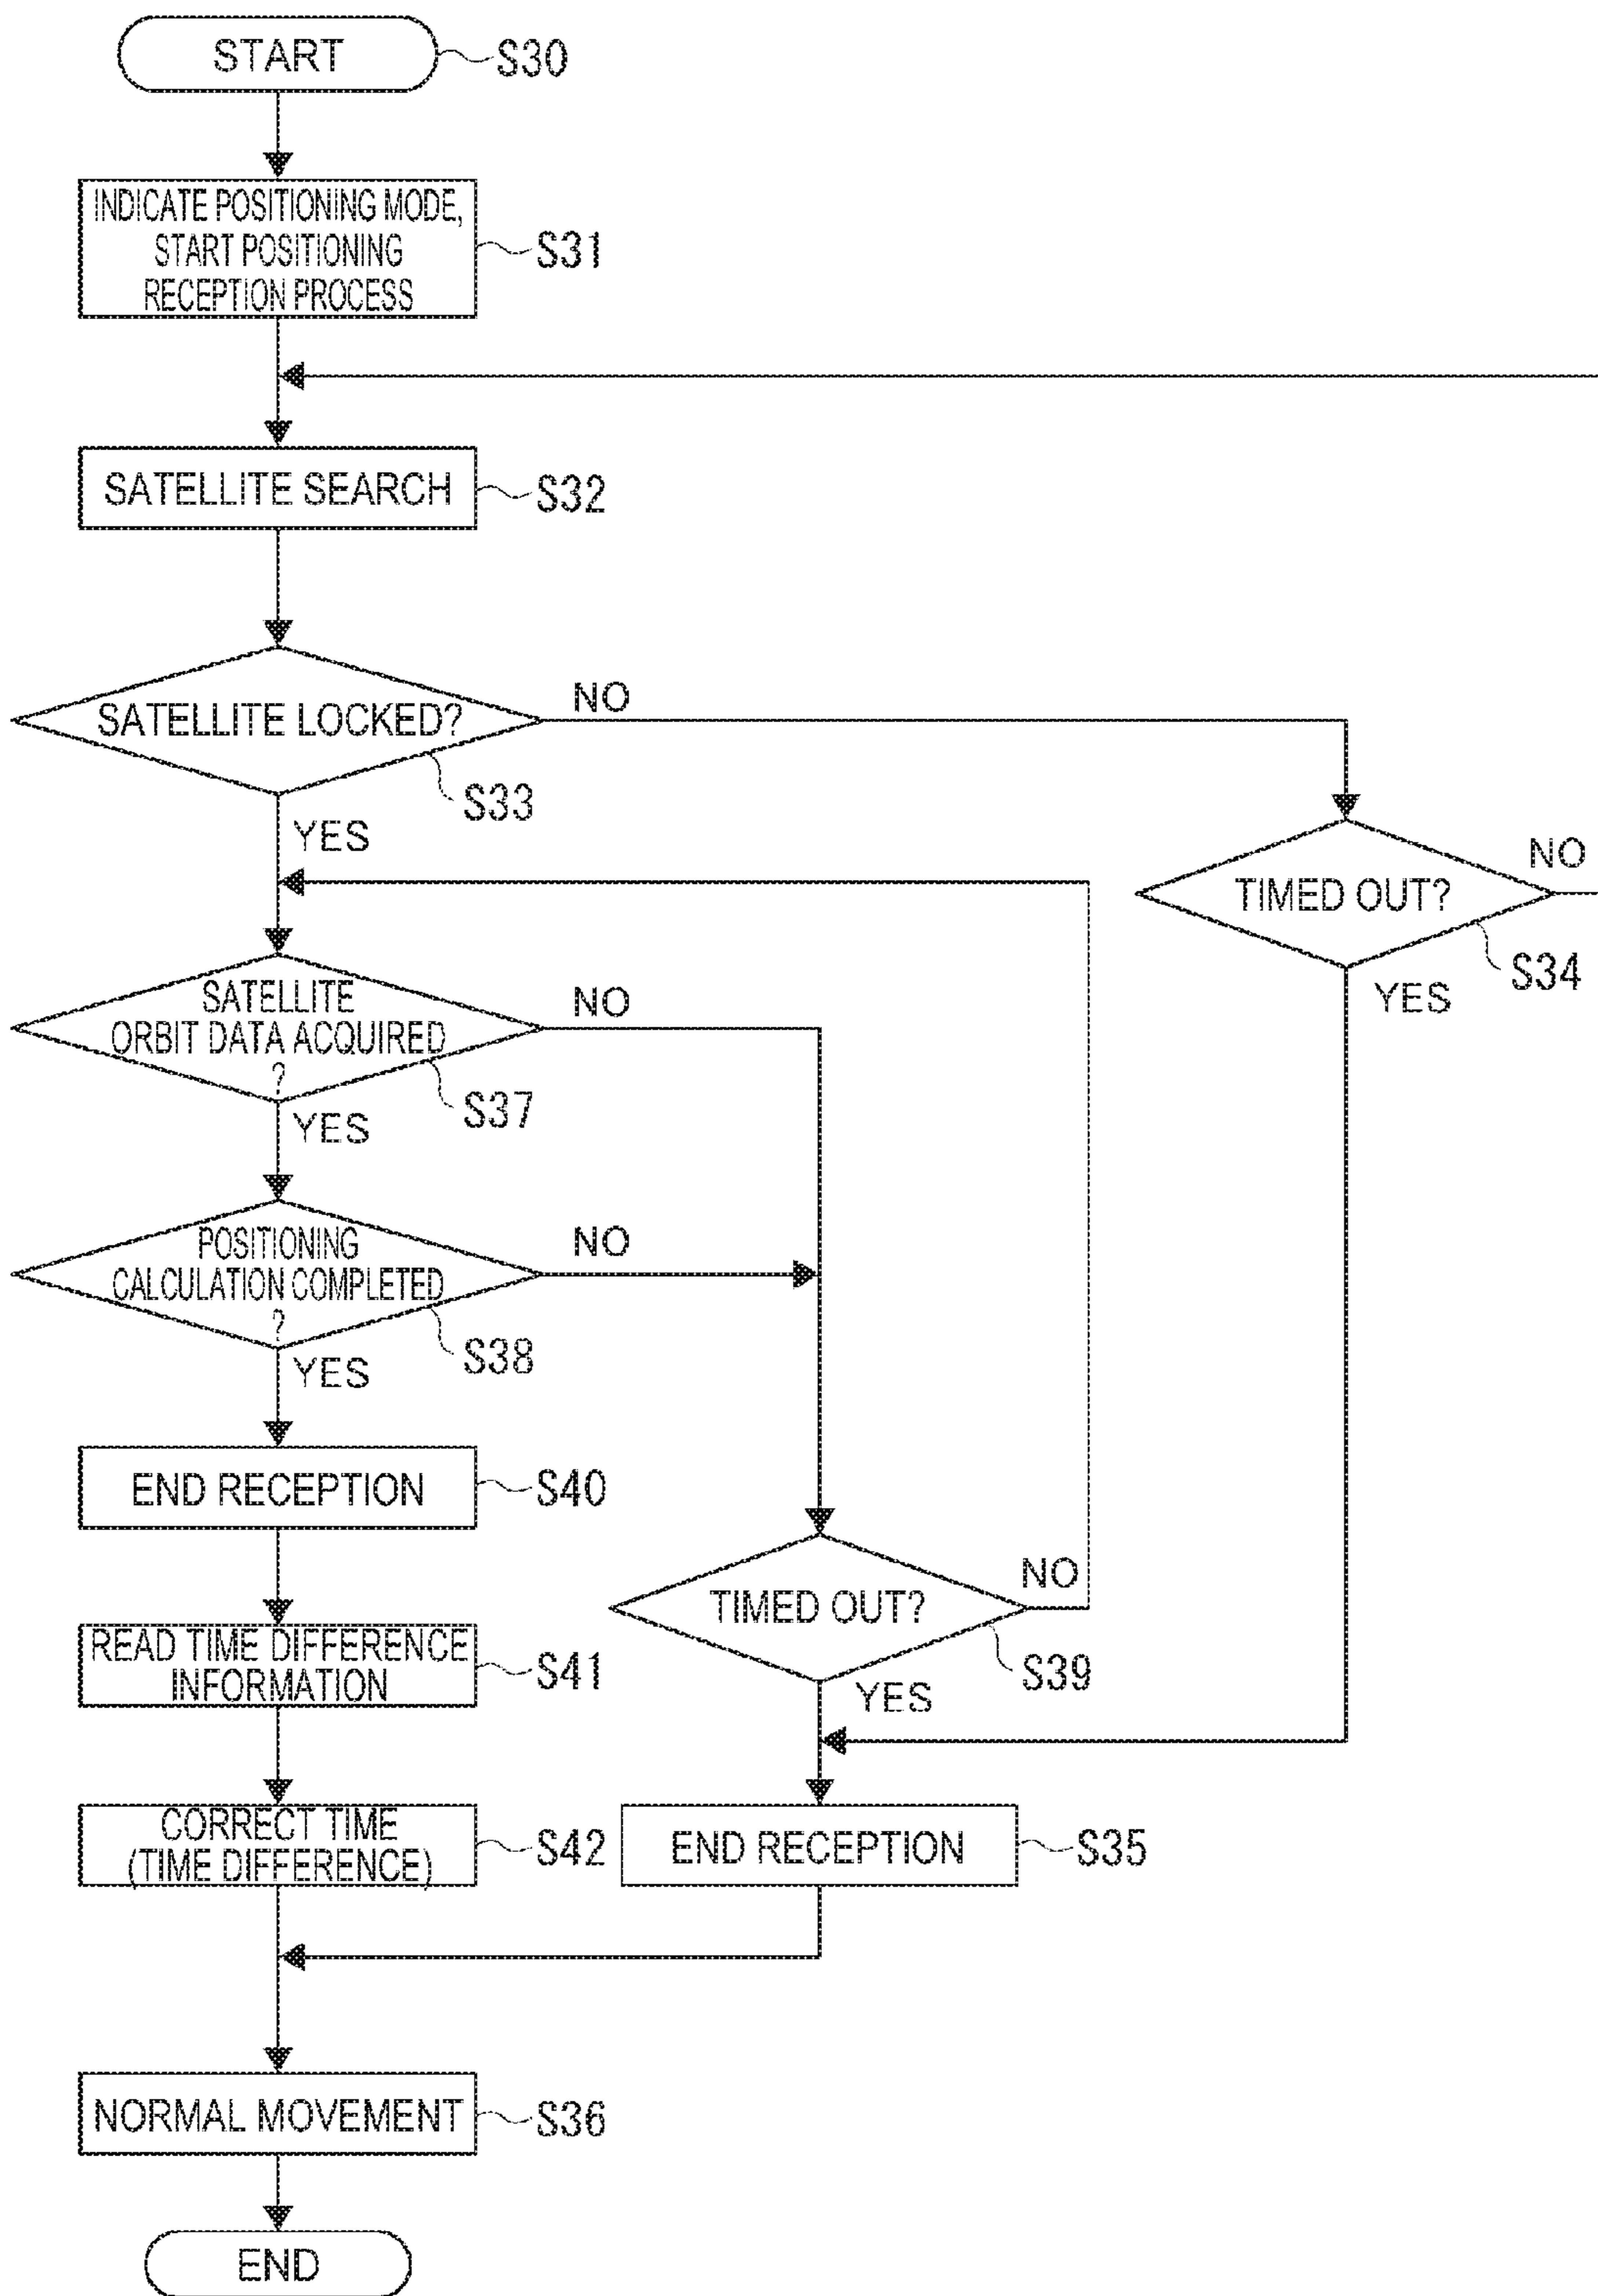 START
S30
INDICATE POSITIONING MODE,
START POSITIONING
RECEPTION PROCESS
S31
SATELLITE SEARCH
S32
SATELLITE LOCKED?
S33
NO
YES
TIMED OUT?
S34
NO
YES
SATELLITE
ORBIT DATA ACQUIRED
?
S37
NO
YES
POSITIONING
CALCULATION COMPLETED
?
S38
NO
YES
END RECEPTION
S40
TIMED OUT?
S39
NO
YES
READ TIME DIFFERENCE
INFORMATION
S41
CORRECT TIME
(TIME DIFFERENCE)
S42
END RECEPTION
S35
NORMAL MOVEMENT
S36
END